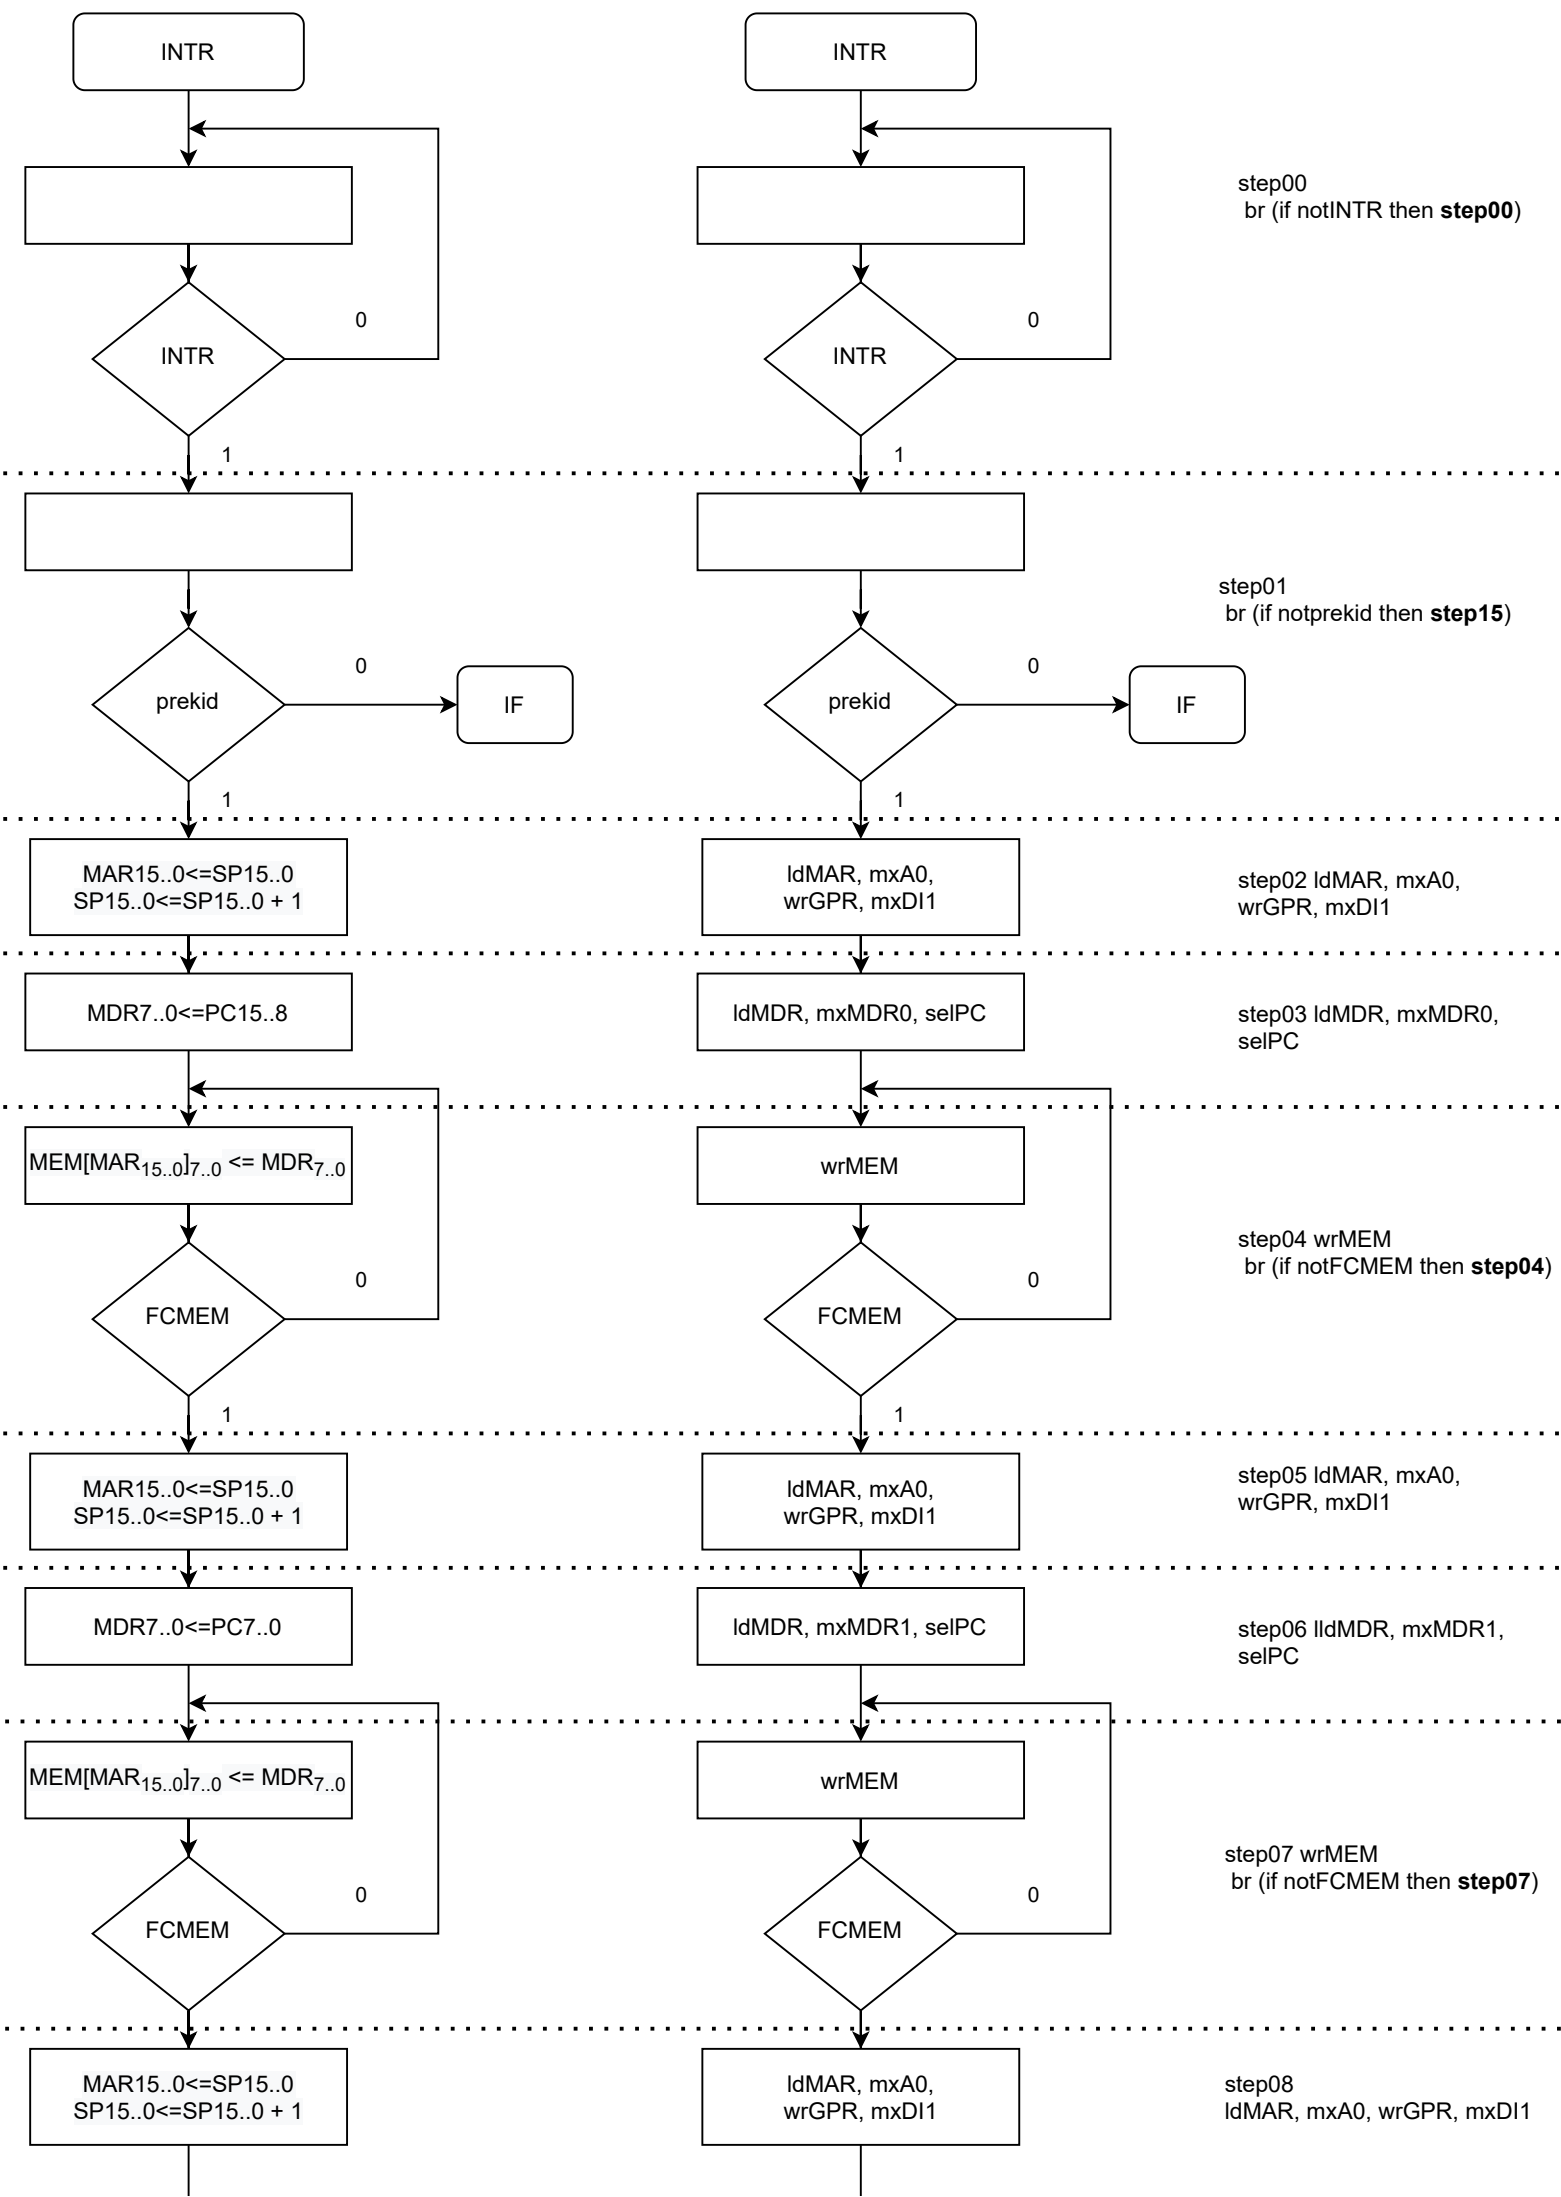 INTR
INTR
step00
br (if notINTR then step00)
0
0
INTR
INTR
1
1
step01
br (if notprekid then step15)
0
0
prekid
IF
prekid
IF
1
1
MAR15..0<=SP15..0
SP15..0<=SP15..0 + 1
ldMAR, mxA0,
wrGPR, mxDI1
step02 ldMAR, mxA0,
wrGPR, mxDI1
MDR7..0<=PC15..8
ldMDR, mxMDR0, selPC
step03 ldMDR, mxMDR0,
selPC
MEM[MAR15..0]7..0 <= MDR7..0
wrMEM
step04 wrMEM
br (if notFCMEM then step04)
0
0
FCMEM
FCMEM
1
1
MAR15..0<=SP15..0
SP15..0<=SP15..0 + 1
ldMAR, mxA0,
wrGPR, mxDI1
step05 ldMAR, mxA0,
wrGPR, mxDI1
MDR7..0<=PC7..0
ldMDR, mxMDR1, selPC
step06 lldMDR, mxMDR1,
selPC
MEM[MAR15..0]7..0 <= MDR7..0
wrMEM
step07 wrMEM
br (if notFCMEM then step07)
0
0
FCMEM
FCMEM
MAR15..0<=SP15..0
SP15..0<=SP15..0 + 1
ldMAR, mxA0,
wrGPR, mxDI1
step08
ldMAR, mxA0, wrGPR, mxDI1